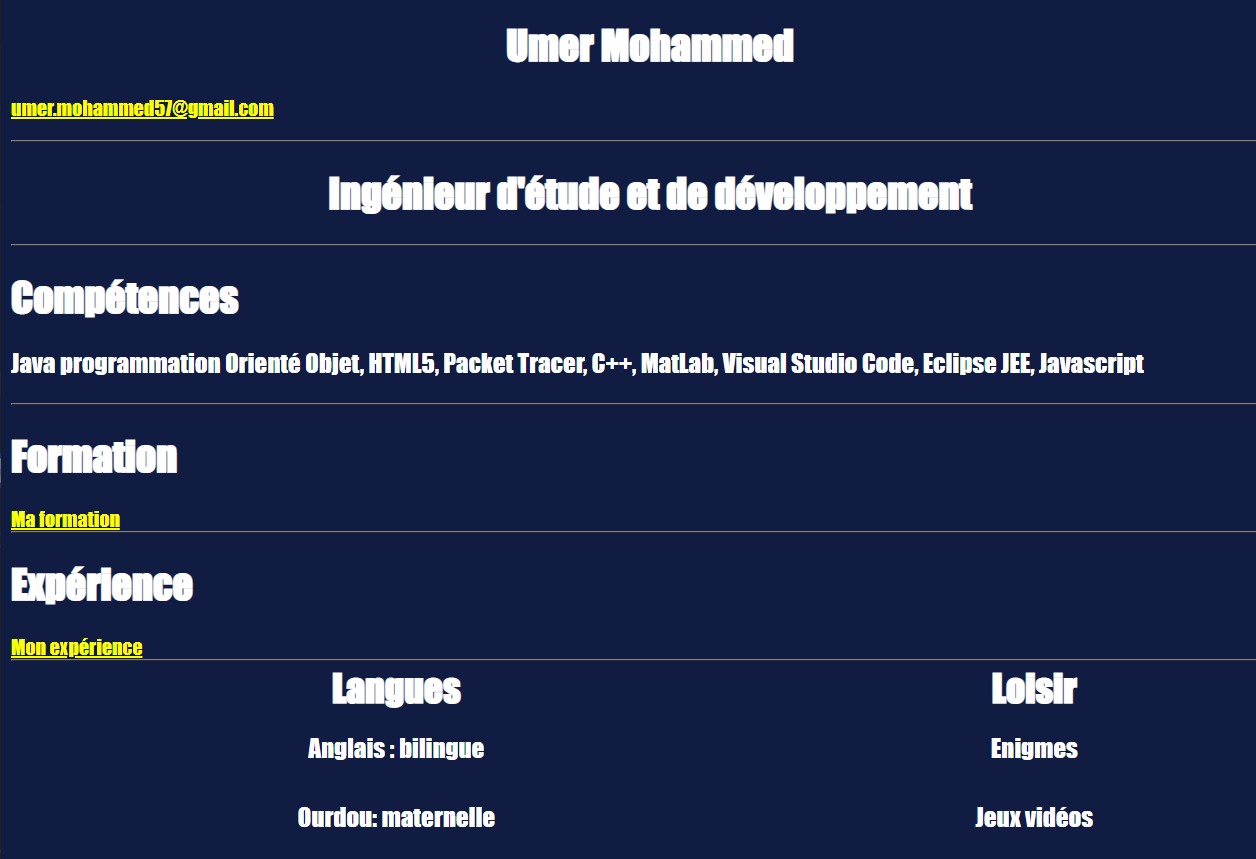 Umer Mohammed
umer.mohammed57@gmail.com
Ingénieur d'étude et de développement
Compétences
Java programmation Orienté Objet, HTML5, Packet Tracer, C++, MatLab, Visual Studio Code, Eclipse JEE, Javascript
Formation
Ma formation
Expérience
Mon expérience
Langues
Anglais : bilingue
Ourdou: maternelle
Loisir
Enigmes
Jeux vidéos